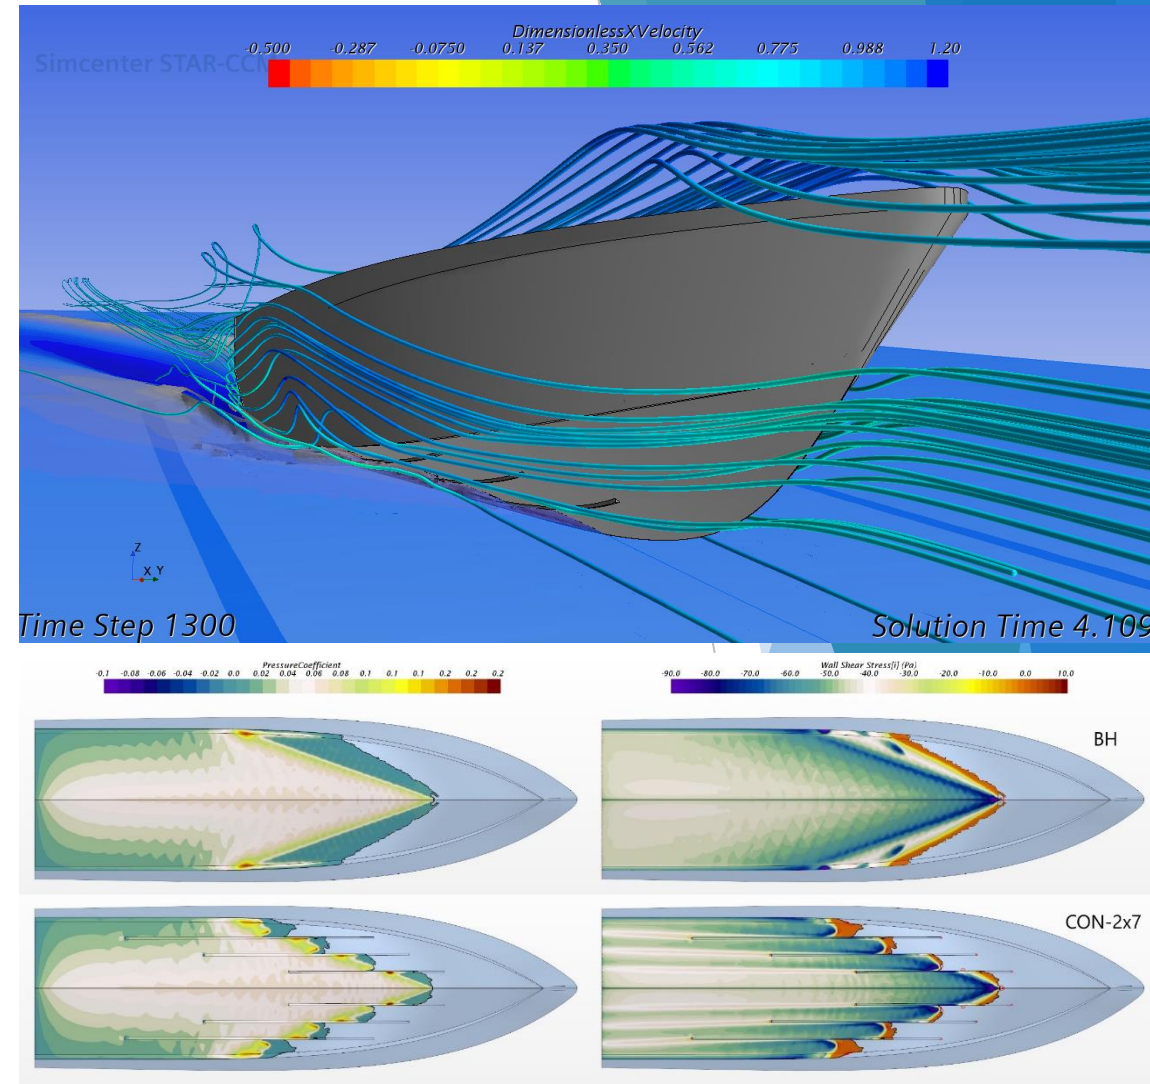 DimensionlessXVelocity
-0.500 -0.287 -0.0750 0.137 0.350 0.562 0.775 0.988 1.20
Simcenter STAR-CCM
Z
X Y
Time Step 1300
Solution Time 4.109
PressureCoefficient
-0.1 -0.08 -0.06 -0.04 -0.02 0.0 0.02 0.04 0.06 0.08 0.1 0.1 0.1 0.2 0.2 0.2
Wall Shear Stress[i] (Pa)
-90.0 -80.0 -70.0 -60.0 -50.0 -40.0 -30.0 -20.0 -10.0 0.0 10.0
BH
CON-2x7